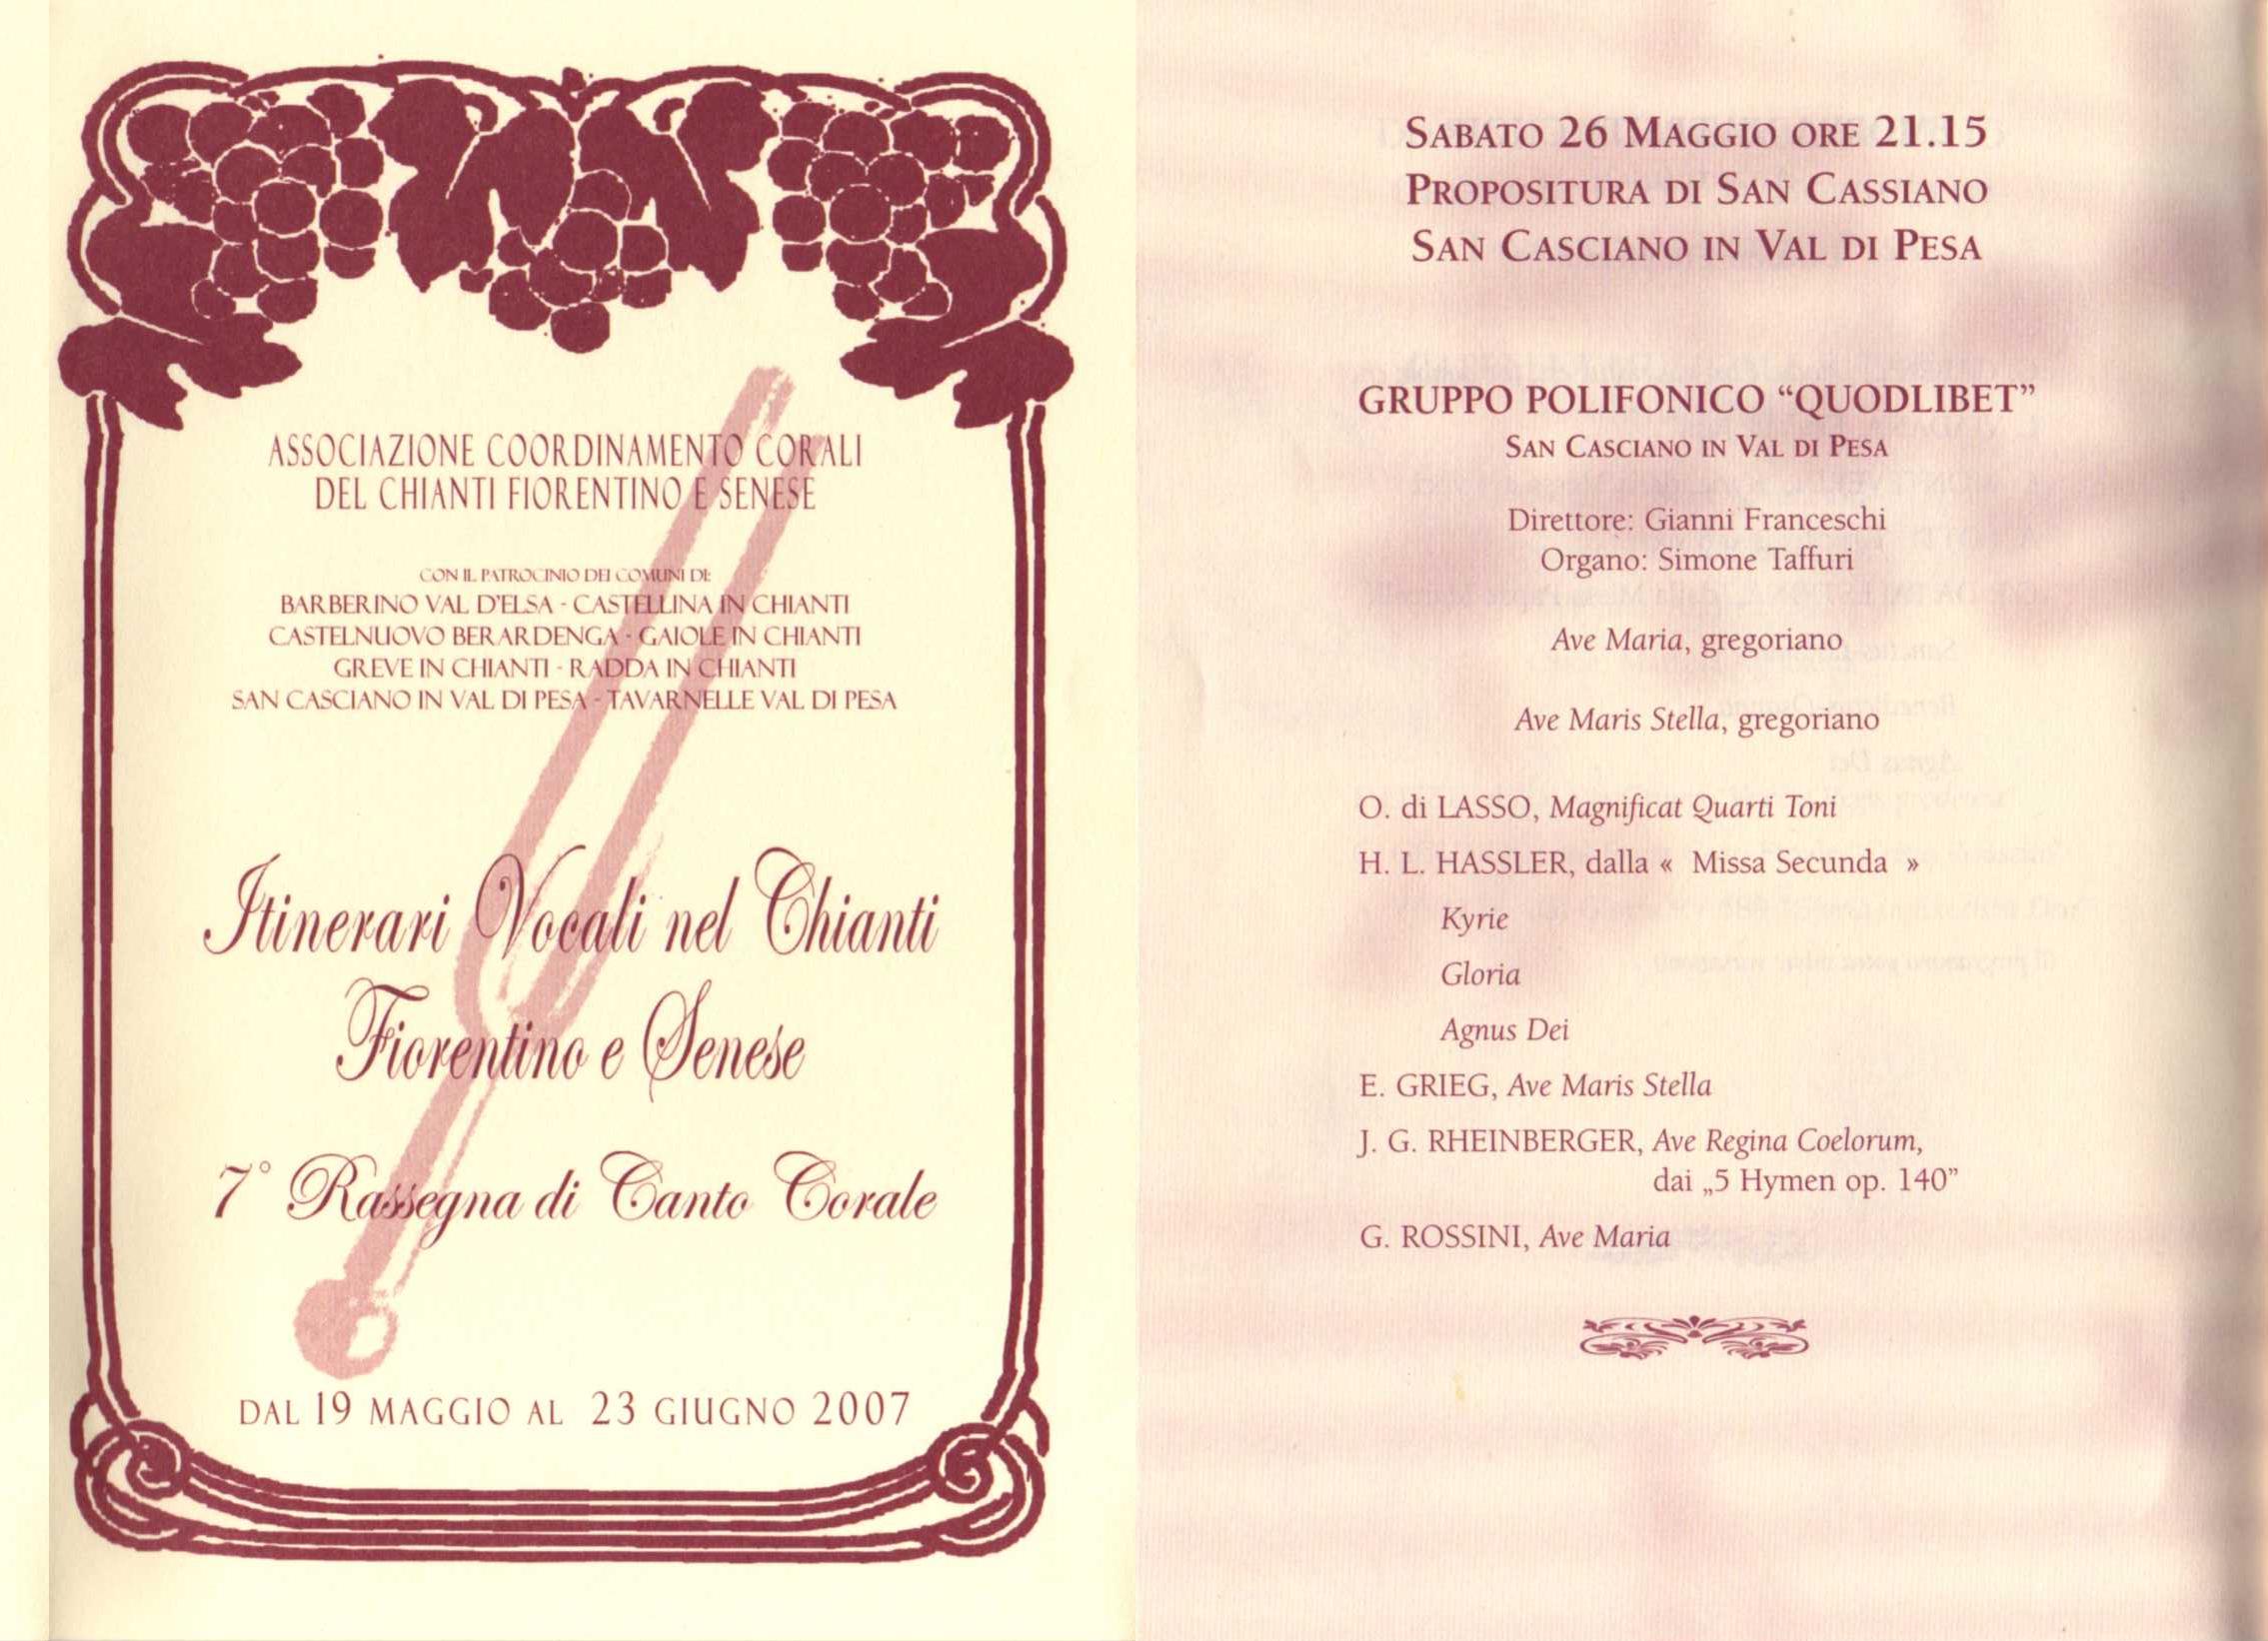 ASSOCIAZIONE COORDINAMENTO CORALI
DEL CHIANTI FIORENTINO E SENESE
CON IL PATROCINIO DEI COMUNI DI:
BARBERINO VAL D'ELSA - CASTELLINA IN CHIANTI
CASTELNUOVO BERARDENGA - GAIOLE IN CHIANTI
GREVE IN CHIANTI - RADDA IN CHIANTI
SAN CASCIANO IN VAL DI PESA - TAVARNELLE VAL DI PESA
Itinerari Vocali nel Chianti
Fiorentino e Senese
7° Rassegna di Canto Corale
DAL 19 MAGGIO AL 23 GIUGNO 2007
SABATO 26 MAGGIO ORE 21.15
PROPOSITURA DI SAN CASSIANO
SAN CASCIANO IN VAL DI PESA
GRUPPO POLIFONICO “QUODLIBET”
SAN CASCIANO IN VAL DI PESA
Direttore: Gianni Franceschi
Organo: Simone Taffuri
Ave Maria, gregoriano
Ave Maris Stella, gregoriano
O. di LASSO, Magnificat Quarti Toni
H. L. HASSLER, dalla « Missa Secunda »
Kyrie
Gloria
Agnus Dei
E. GRIEG, Ave Maris Stella
J. G. RHEINBERGER, Ave Regina Coelorum,
dai „5 Hymen op. 140”
G. ROSSINI, Ave Maria